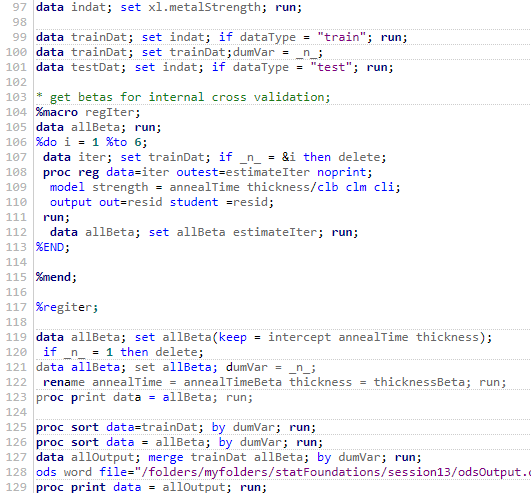 97 data indat; set xl.metalStrength; run;
98
99 data trainDat; set indat; if dataType = "train"; run;
100 data trainDat; set trainDat;dumVar = _n_;
101 data testDat; set indat; if dataType = "test"; run;
102
103 * get betas for internal cross validation;
104 %macro regIter;
105 data allBeta; run;
106 %do i = 1 %to 6;
107 data iter; set trainDat; if _n_ = &i then delete;
108 proc reg data=iter outest=estimateIter noprint;
109 model strength = annealTime thickness/clb clm cli;
110 output out=resid student =resid;
111 run;
112 data allBeta; set allBeta estimateIter; run;
113 %END;
114
115 %mend;
116
117 %regiter;
118
119 data allBeta; set allBeta(keep = intercept annealTime thickness);
120 if _n_ = 1 then delete;
121 data allBeta; set allBeta; dumVar = _n_;
122 rename annealTime = annealTimeBeta thickness = thicknessBeta; run;
123 proc print data = allBeta; run;
124
125 proc sort data=trainDat; by dumVar; run;
126 proc sort data = allBeta; by dumVar; run;
127 data allOutput; merge trainDat allBeta; by dumVar; run;
128 ods word file="/folders/myfolders/statFoundations/session13/odsOutput.
129 proc print data = allOutput; run;